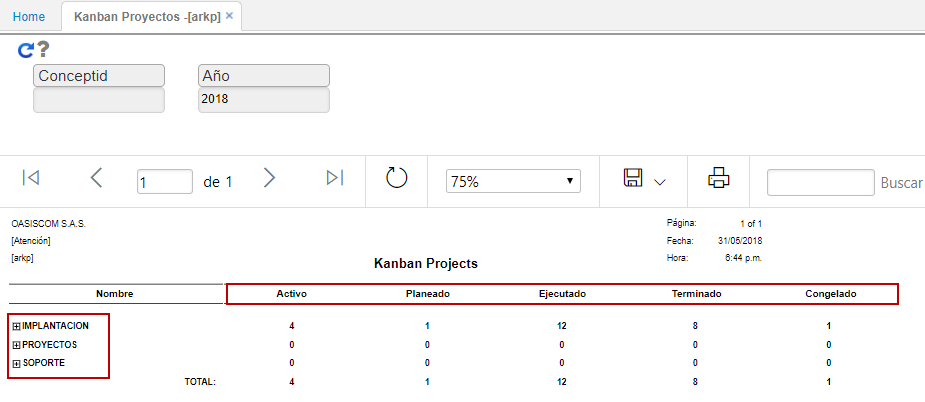 Home Kanban Proyectos -[arkp] ×
?
Conceptid Año
2018
1 de 1 75% Buscar
OASISCOM S.A.S. Página: 1 of 1
[Atención] Fecha: 31/05/2018
[arkp] Hora: 6:44 p.m.
Kanban Projects
Nombre Activo Planeado Ejecutado Terminado Congelado
IMPLANTACION 4 1 12 8 1
PROYECTOS 0 0 0 0 0
SOPORTE 0 0 0 0 0
TOTAL: 4 1 12 8 1